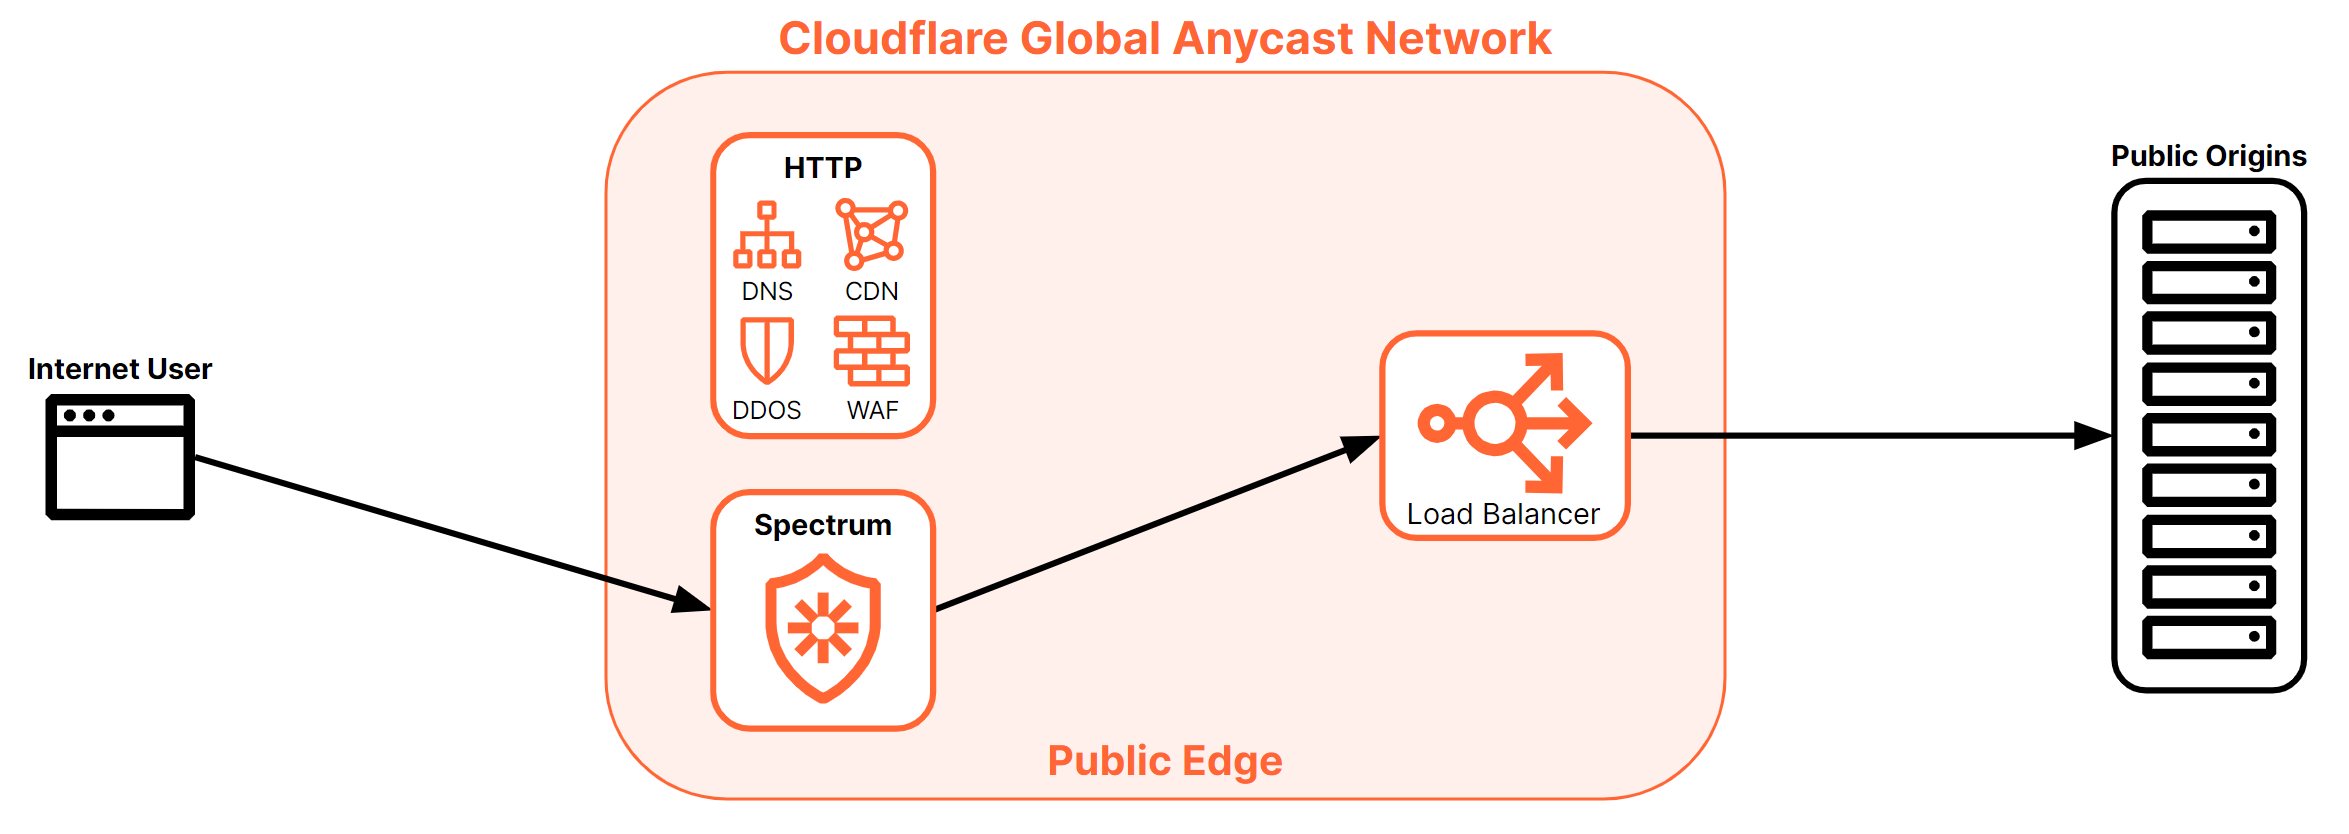 Cloudflare Global Anycast Network
HTTP
DNS
CDN
DDOS
WAF
Internet User
Spectrum
Load Balancer
Public Edge
Public Origins